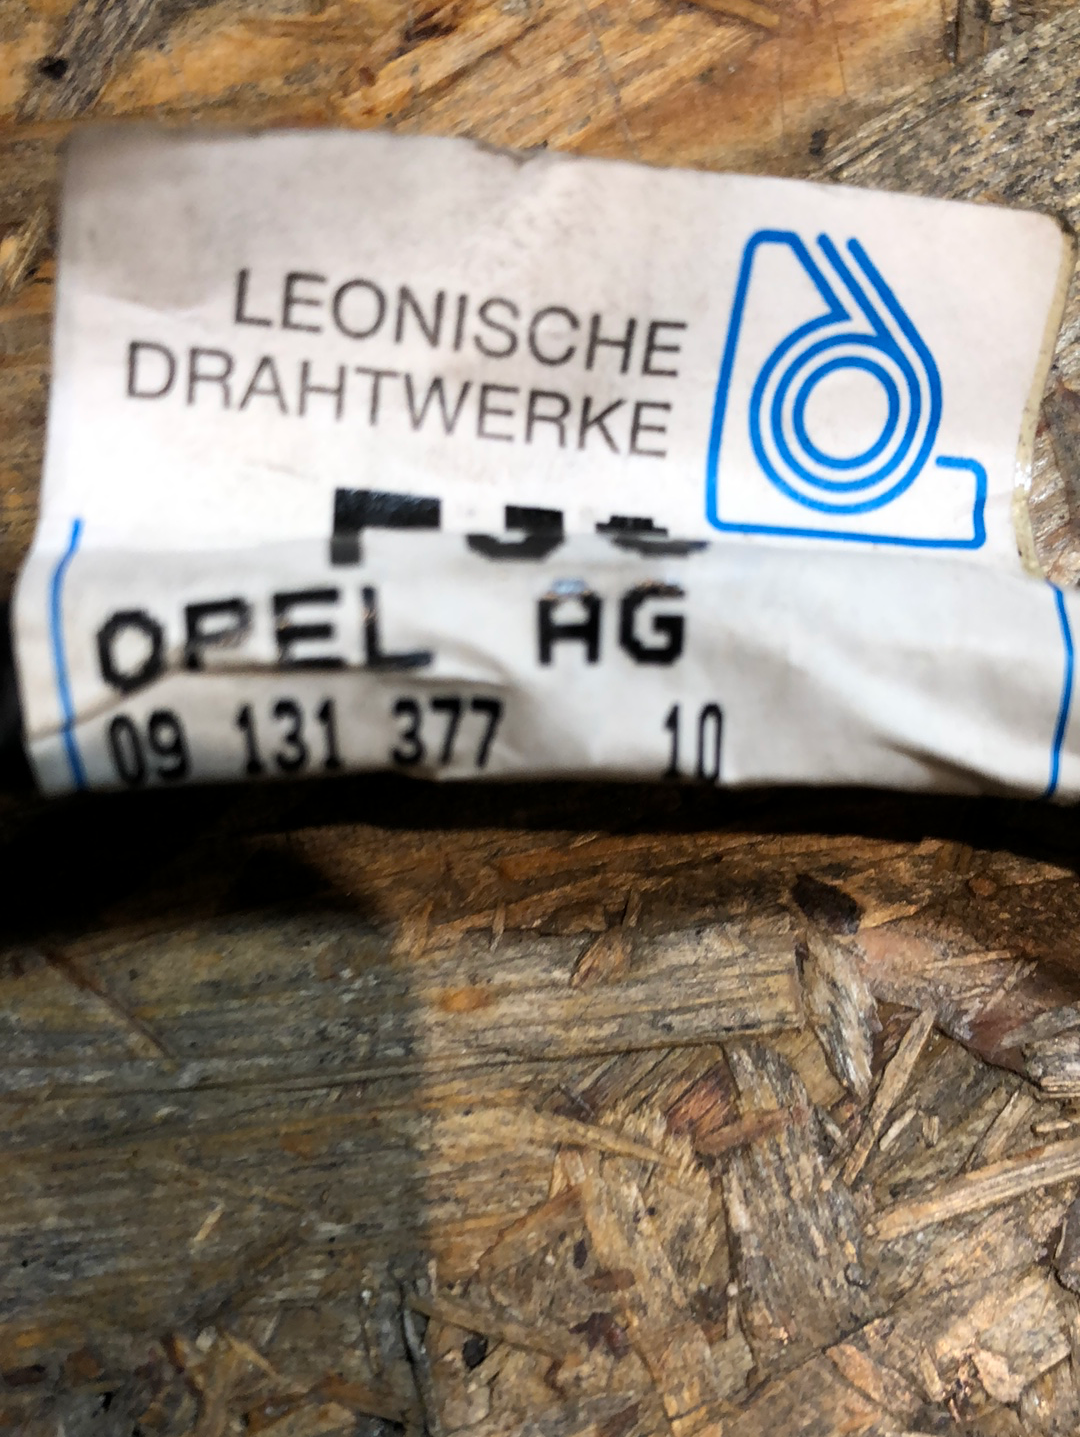 LEONISCHE
DRAHTWERKE
OPEL AG
09 131 377 10